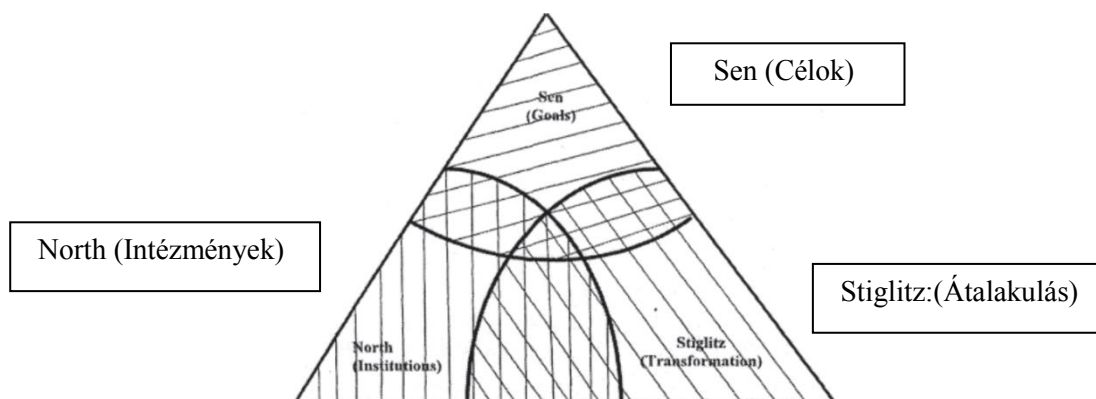 Sen (Célok)
Sen
(Goals)
North (Intézmények)
Stiglitz:(Átalakulás)
North
(Institutions)
Stiglitz
(Transformation)